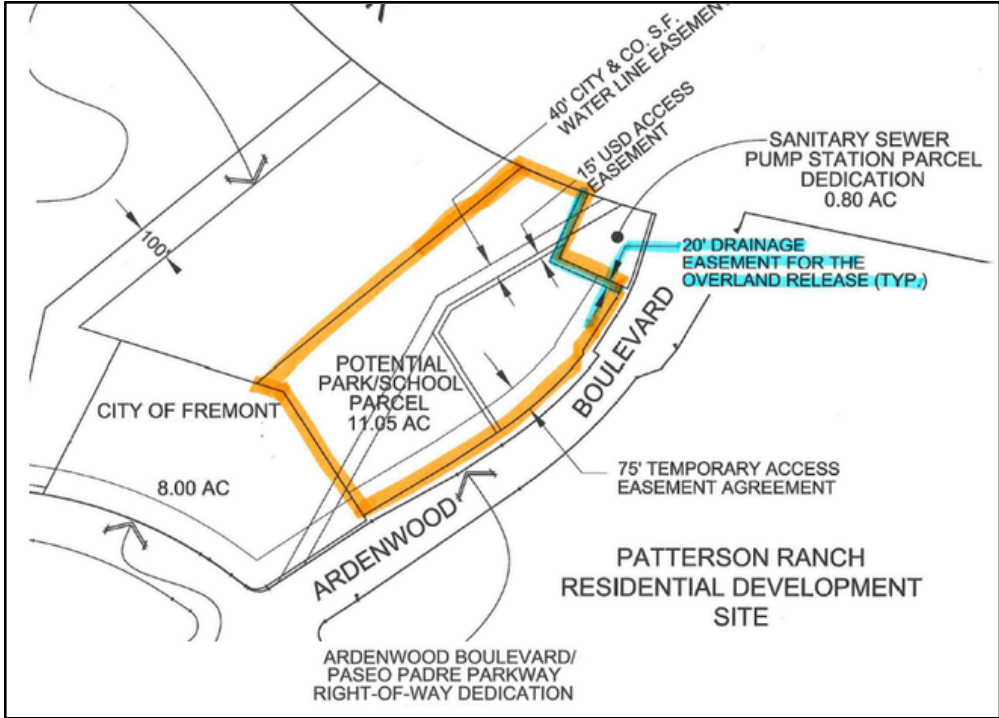 40' CITY & CO. S.F.
WATER LINE EASEMENT
15' USD ACCESS
EASEMENT
SANITARY SEWER
PUMP STATION PARCEL
DEDICATION
0.80 AC
100'
20' DRAINAGE
EASEMENT FOR THE
OVERLAND RELEASE (TYP.)
POTENTIAL
PARK/SCHOOL
PARCEL
11.05 AC
CITY OF FREMONT
8.00 AC
ARDENWOOD BOULEVARD
75' TEMPORARY ACCESS
EASEMENT AGREEMENT
PATTERSON RANCH
RESIDENTIAL DEVELOPMENT
SITE
ARDENWOOD BOULEVARD/
PASEO PADRE PARKWAY
RIGHT-OF-WAY DEDICATION